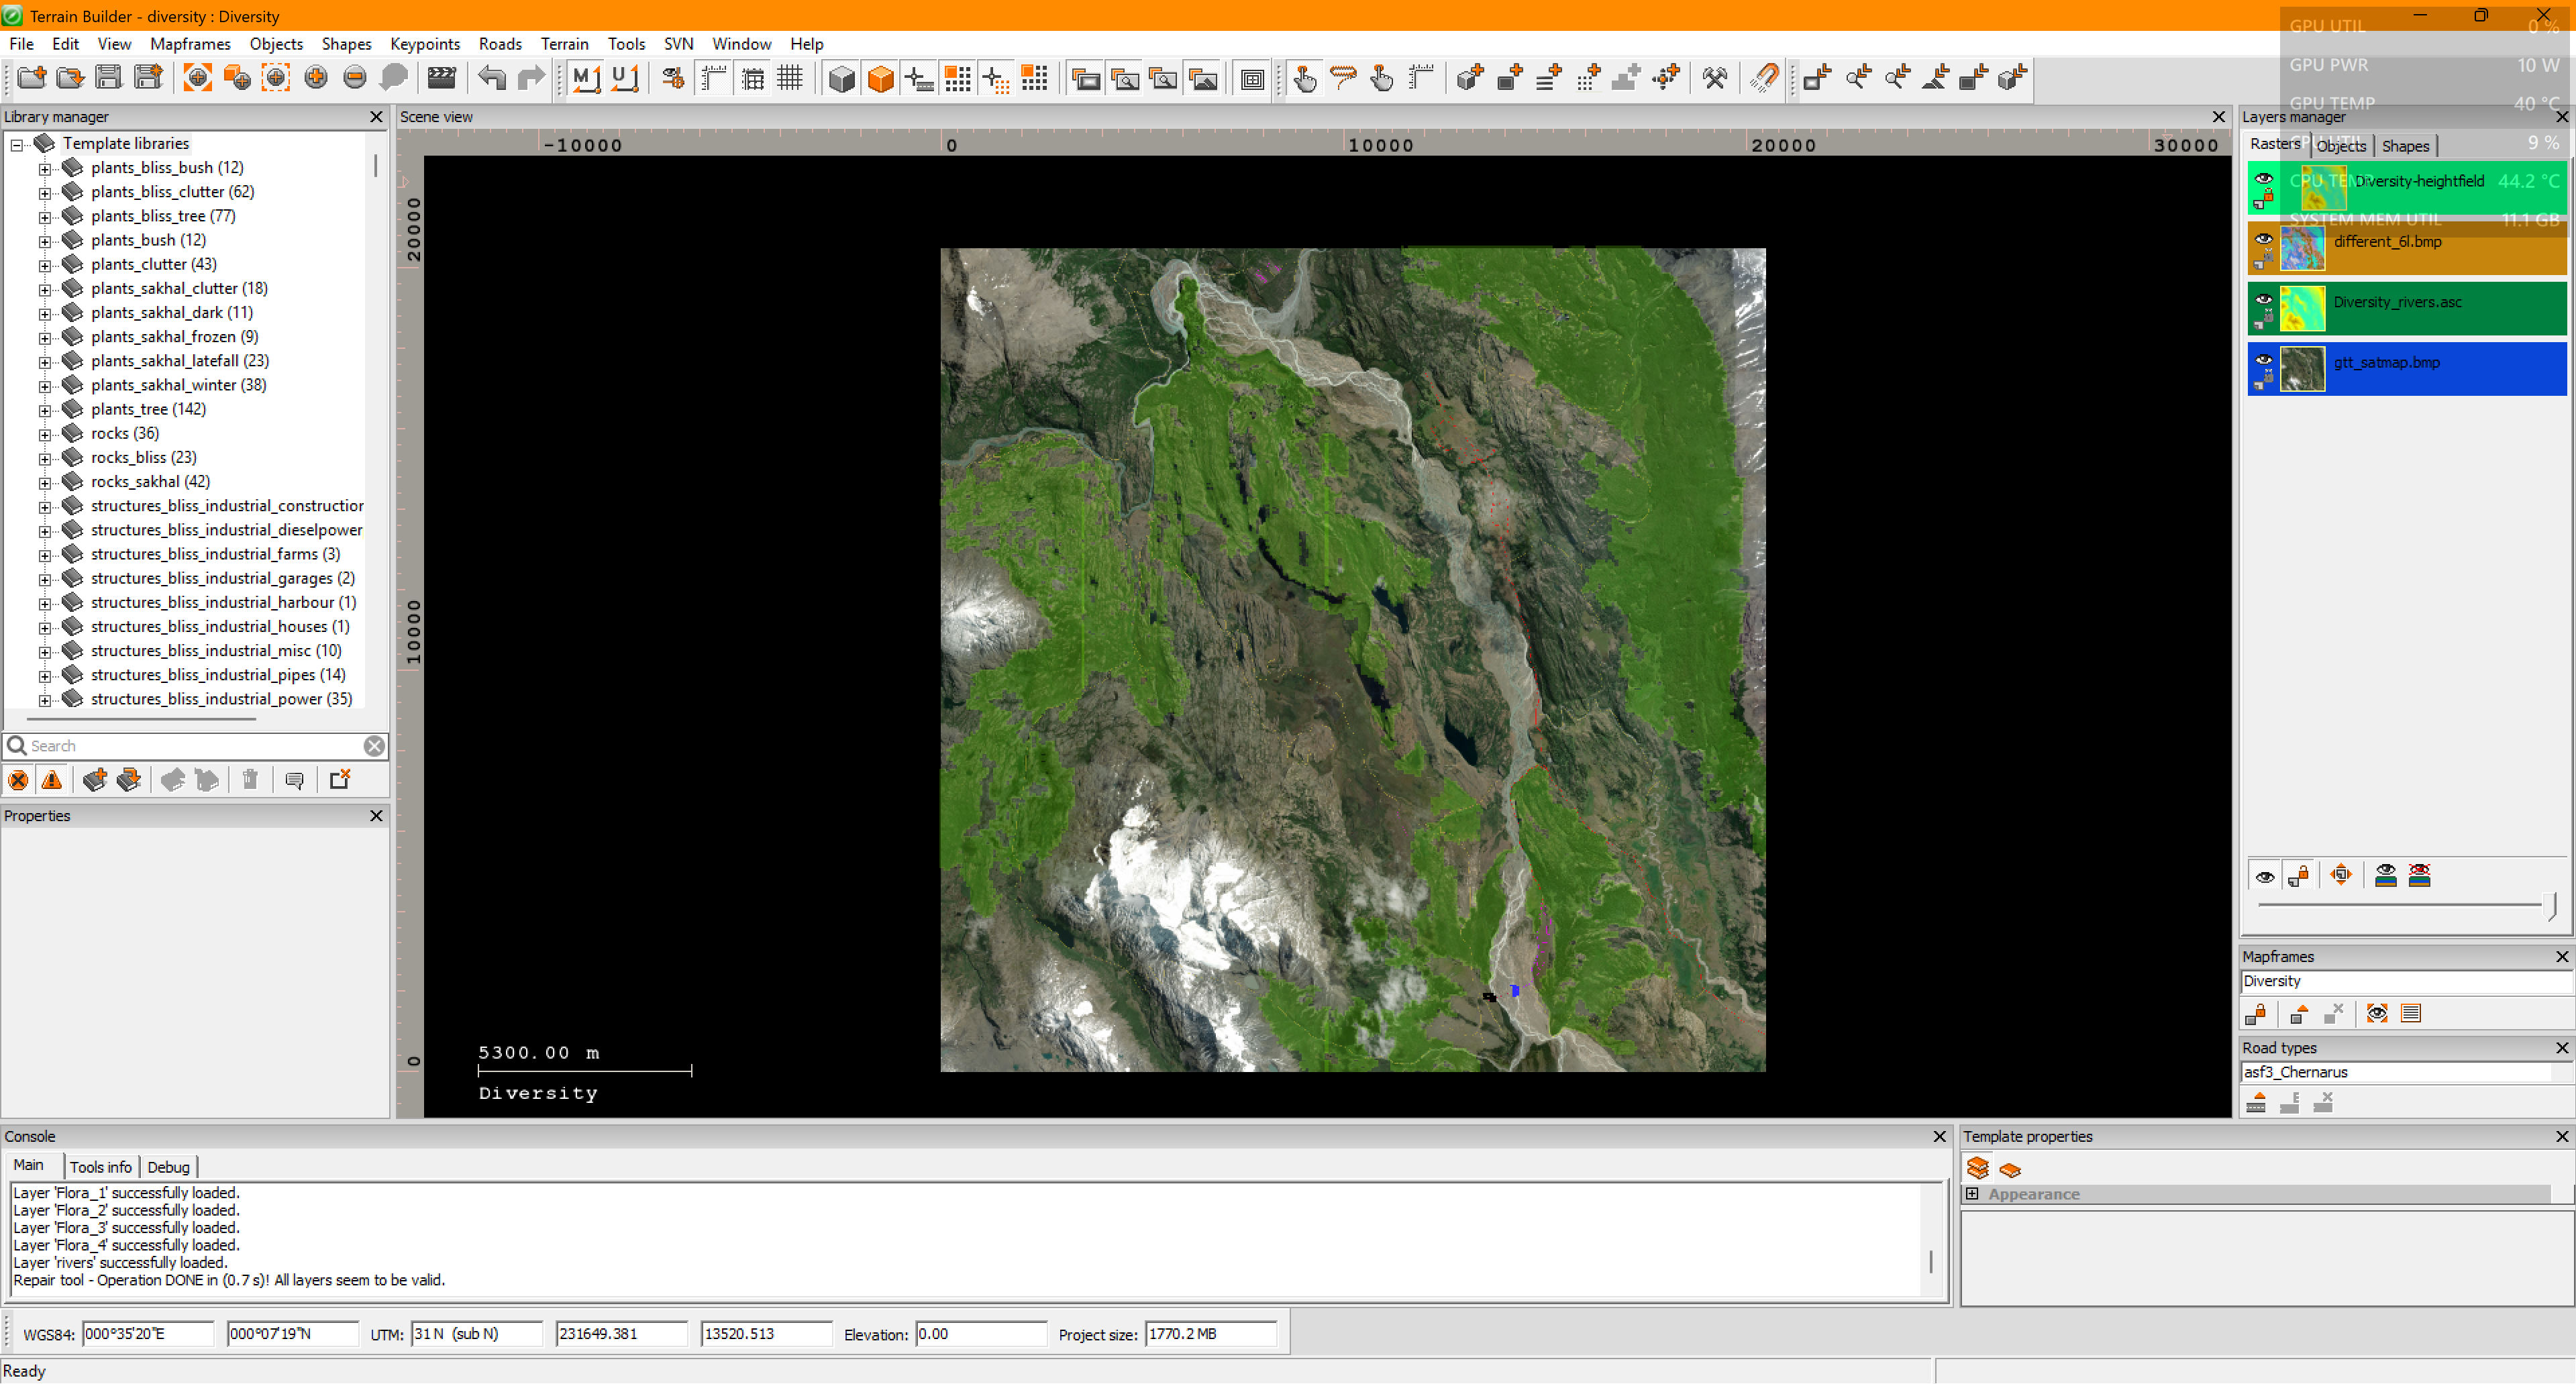 Terrain Builder - diversity : Diversity
GPU UTIL 0 %
File Edit View Mapframes Objects Shapes Keypoints Roads Terrain Tools SVN Window Help
GPU PWR 10 W
M U
GPU TEMP 40 °C
Library manager
Template libraries
plants_bliss_bush (12)
plants_bliss_clutter (62)
plants_bliss_tree (77)
plants_bush (12)
plants_clutter (43)
plants_sakhal_clutter (18)
plants_sakhal_dark (11)
plants_sakhal_frozen (9)
plants_sakhal_latefall (23)
plants_sakhal_winter (38)
plants_tree (142)
rocks (36)
rocks_bliss (23)
rocks_sakhal (42)
structures_bliss_industrial_construction
structures_bliss_industrial_dieselpower
structures_bliss_industrial_farms (3)
structures_bliss_industrial_garages (2)
structures_bliss_industrial_harbour (1)
structures_bliss_industrial_houses (1)
structures_bliss_industrial_misc (10)
structures_bliss_industrial_pipes (14)
structures_bliss_industrial_power (35)
Search
Properties
Scene view
-10000 0 10000 20000 30000
20000
10000
0
5300.00 m
Diversity
Layers manager
CPU UTIL 9 %
Rasters Objects Shapes
CPU TEMP 44.2 °C
Diversity-heightfield
SYSTEM MEM UTIL 11.1 GB
different_6l.bmp
Diversity_rivers.asc
gtt_satmap.bmp
Mapframes
Diversity
Road types
asf3_Chernarus
Console
Main Tools info Debug
Layer 'Flora_1' successfully loaded.
Layer 'Flora_2' successfully loaded.
Layer 'Flora_3' successfully loaded.
Layer 'Flora_4' successfully loaded.
Layer 'rivers' successfully loaded.
Repair tool - Operation DONE in (0.7 s)! All layers seem to be valid.
Template properties
Appearance
WGS84: 000°35'20"E 000°07'19"N UTM: 31 N (sub N) 231649.381 13520.513 Elevation: 0.00 Project size: 1770.2 MB
Ready